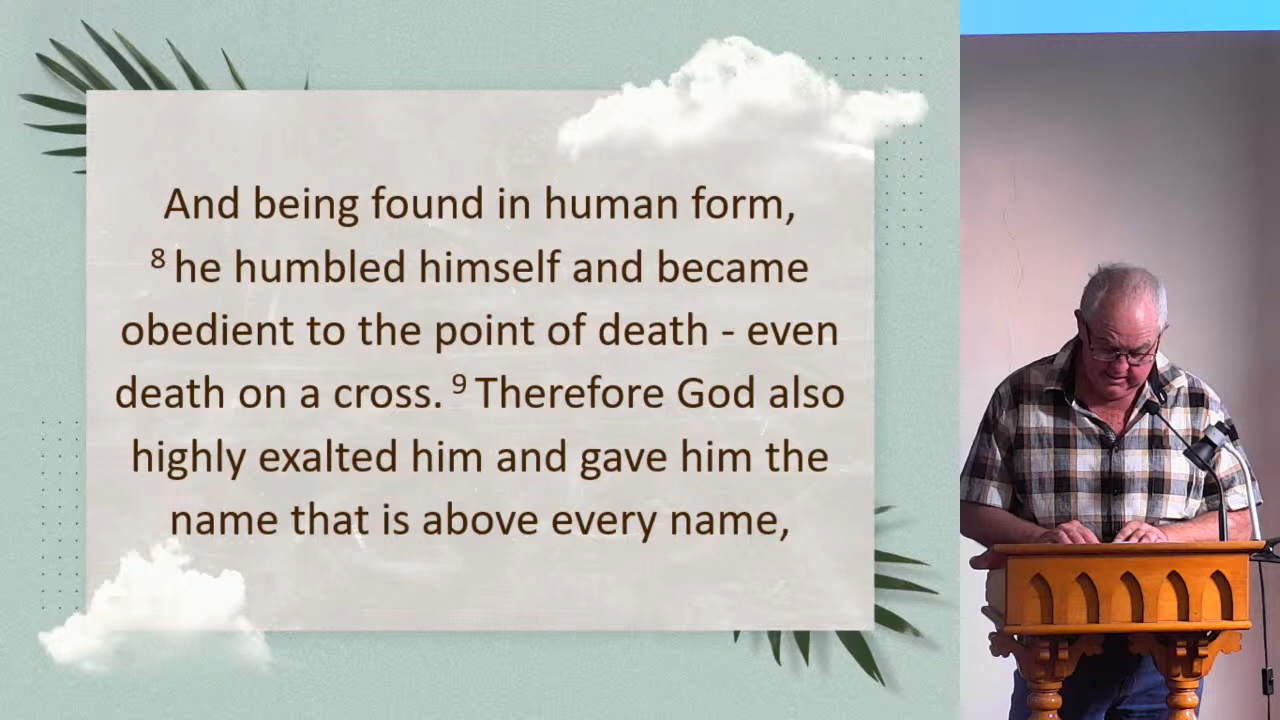 And being found in human form,
8 he humbled himself and became
obedient to the point of death - even
death on a cross. 9 Therefore God also
highly exalted him and gave him the
name that is above every name,